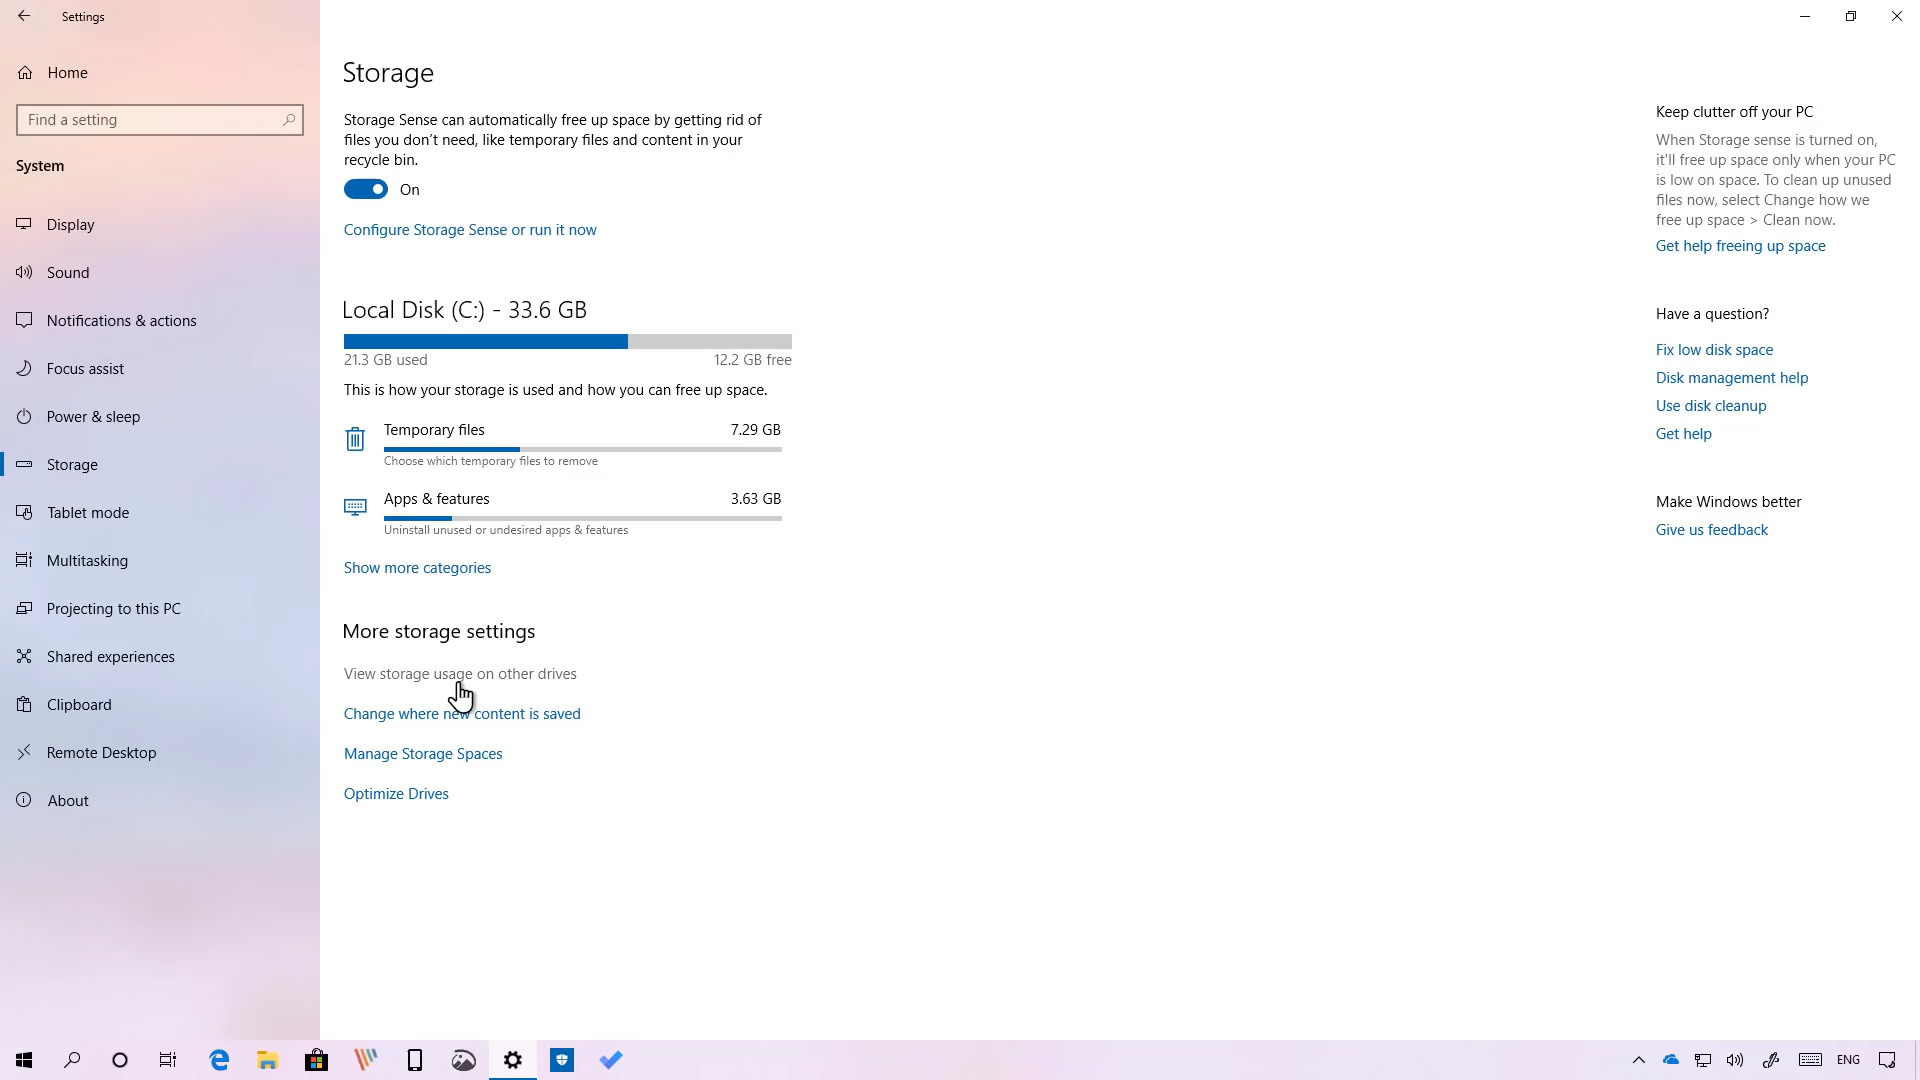 Settings
Home
Find a setting
System
Display
Sound
Notifications & actions
Focus assist
Power & sleep
Storage
Tablet mode
Multitasking
Projecting to this PC
Shared experiences
Clipboard
Remote Desktop
About
Storage
Storage Sense can automatically free up space by getting rid of
files you don’t need, like temporary files and content in your
recycle bin.
On
Configure Storage Sense or run it now
Local Disk (C:) - 33.6 GB
21.3 GB used
12.2 GB free
This is how your storage is used and how you can free up space.
Temporary files
7.29 GB
Choose which temporary files to remove
Apps & features
3.63 GB
Uninstall unused or undesired apps & features
Show more categories
More storage settings
View storage usage on other drives
Change where new content is saved
Manage Storage Spaces
Optimize Drives
Keep clutter off your PC
When Storage sense is turned on,
it'll free up space only when your PC
is low on space. To clean up unused
files now, select Change how we
free up space > Clean now.
Get help freeing up space
Have a question?
Fix low disk space
Disk management help
Use disk cleanup
Get help
Make Windows better
Give us feedback
ENG